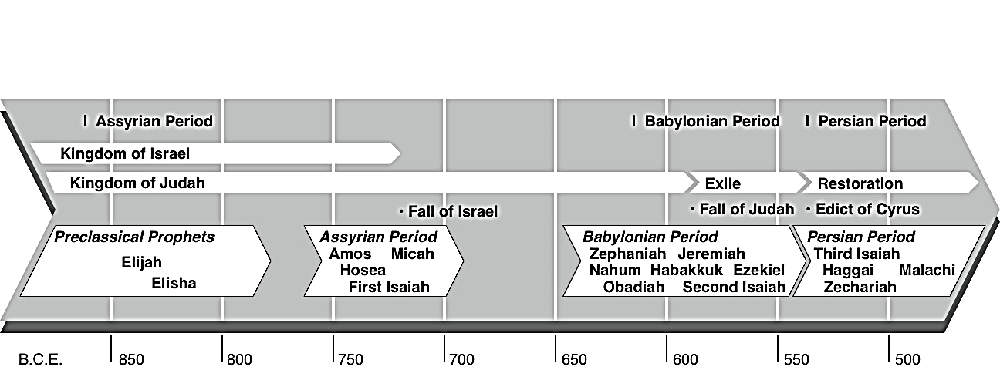 I Assyrian Period I Babylonian Period I Persian Period
Kingdom of Israel
Kingdom of Judah Exile Restoration
· Fall of Israel · Fall of Judah · Edict of Cyrus
Preclassical Prophets
Elijah
Elisha
Assyrian Period
Amos Micah
Hosea
First Isaiah
Babylonian Period
Zephaniah Jeremiah
Nahum Habakkuk Ezekiel
Obadiah Second Isaiah
Persian Period
Third Isaiah
Haggai Malachi
Zechariah
B.C.E. 850 800 750 700 650 600 550 500